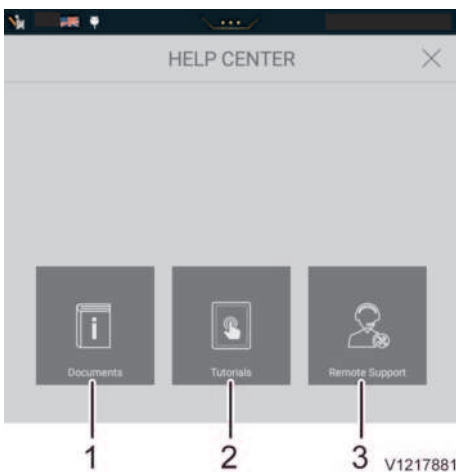 HELP CENTER
i
Documents
Tutorials
Remote Support
1 2 3
V1217881